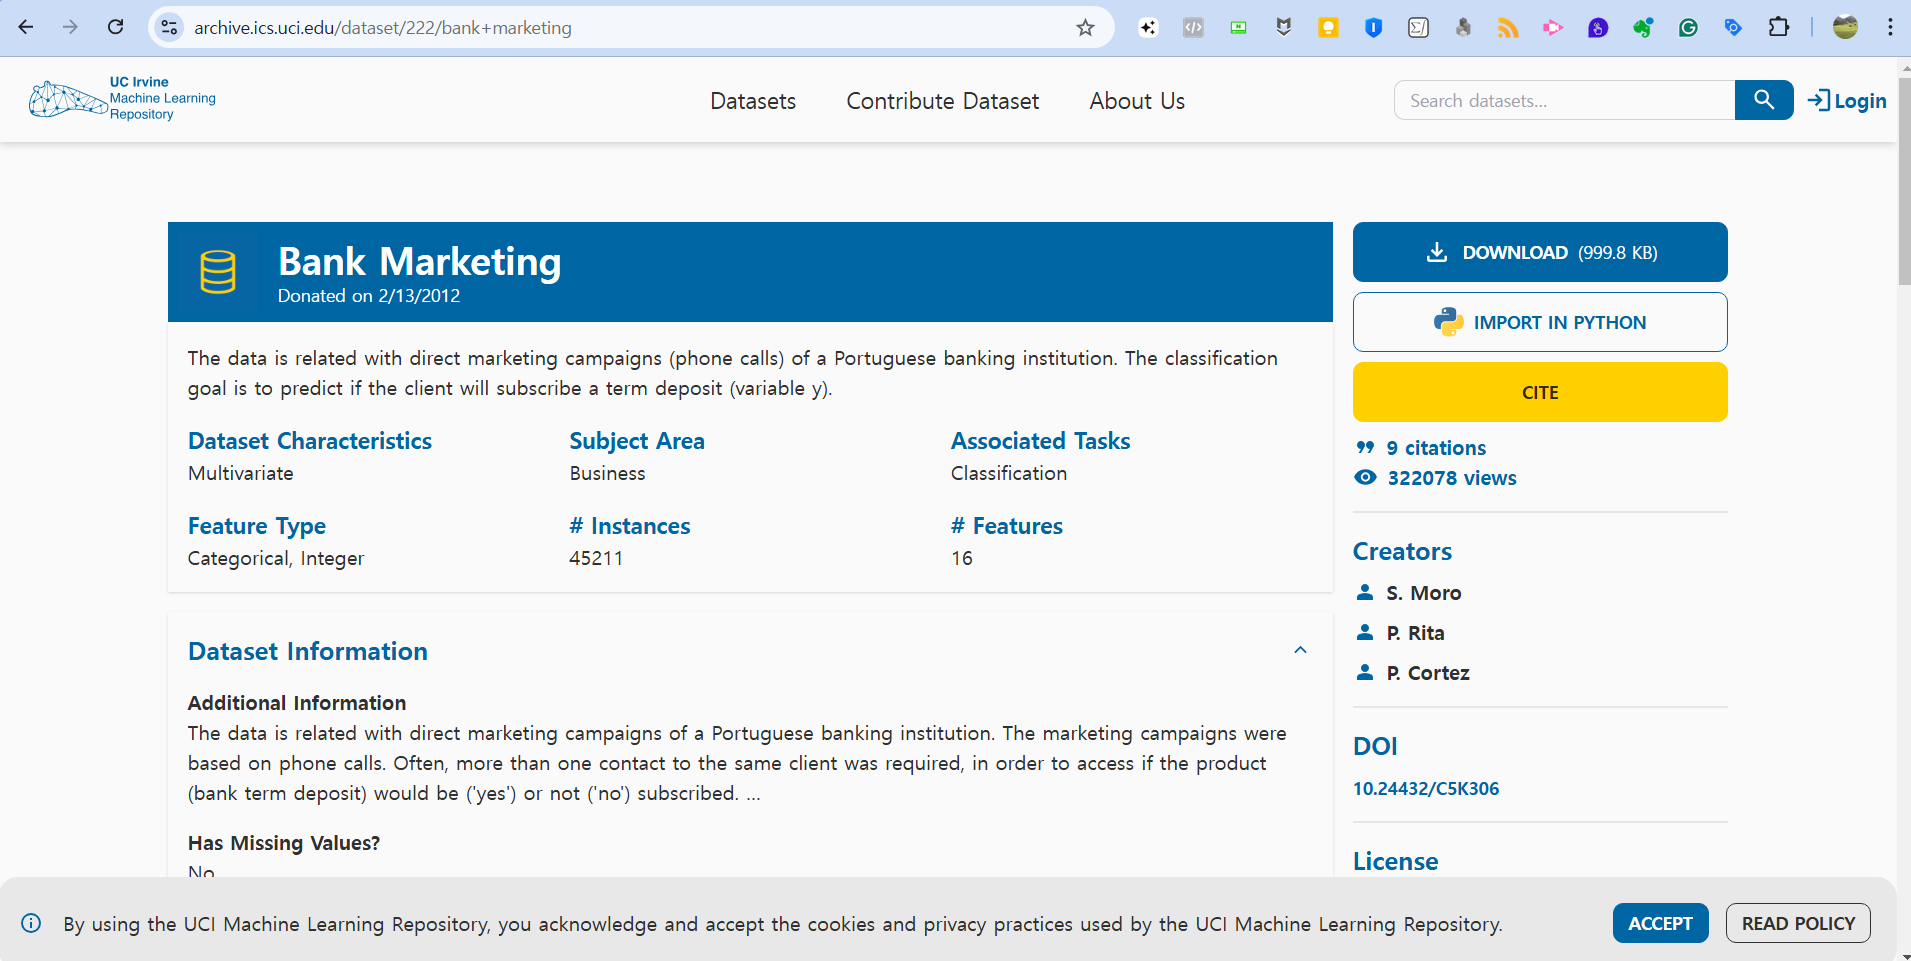 archive.ics.uci.edu/dataset/222/bank+marketing
UC Irvine
Machine Learning
Repository
Datasets
Contribute Dataset
About Us
Search datasets...
Login
Bank Marketing
Donated on 2/13/2012
The data is related with direct marketing campaigns (phone calls) of a Portuguese banking institution. The classification
goal is to predict if the client will subscribe a term deposit (variable y).
Dataset Characteristics
Multivariate
Subject Area
Business
Associated Tasks
Classification
Feature Type
Categorical, Integer
# Instances
45211
# Features
16
Dataset Information
Additional Information
The data is related with direct marketing campaigns of a Portuguese banking institution. The marketing campaigns were
based on phone calls. Often, more than one contact to the same client was required, in order to access if the product
(bank term deposit) would be ('yes') or not ('no') subscribed. ...
Has Missing Values?
No
DOWNLOAD (999.8 KB)
IMPORT IN PYTHON
CITE
9 citations
322078 views
Creators
S. Moro
P. Rita
P. Cortez
DOI
10.24432/C5K306
License
By using the UCI Machine Learning Repository, you acknowledge and accept the cookies and privacy practices used by the UCI Machine Learning Repository.
ACCEPT
READ POLICY